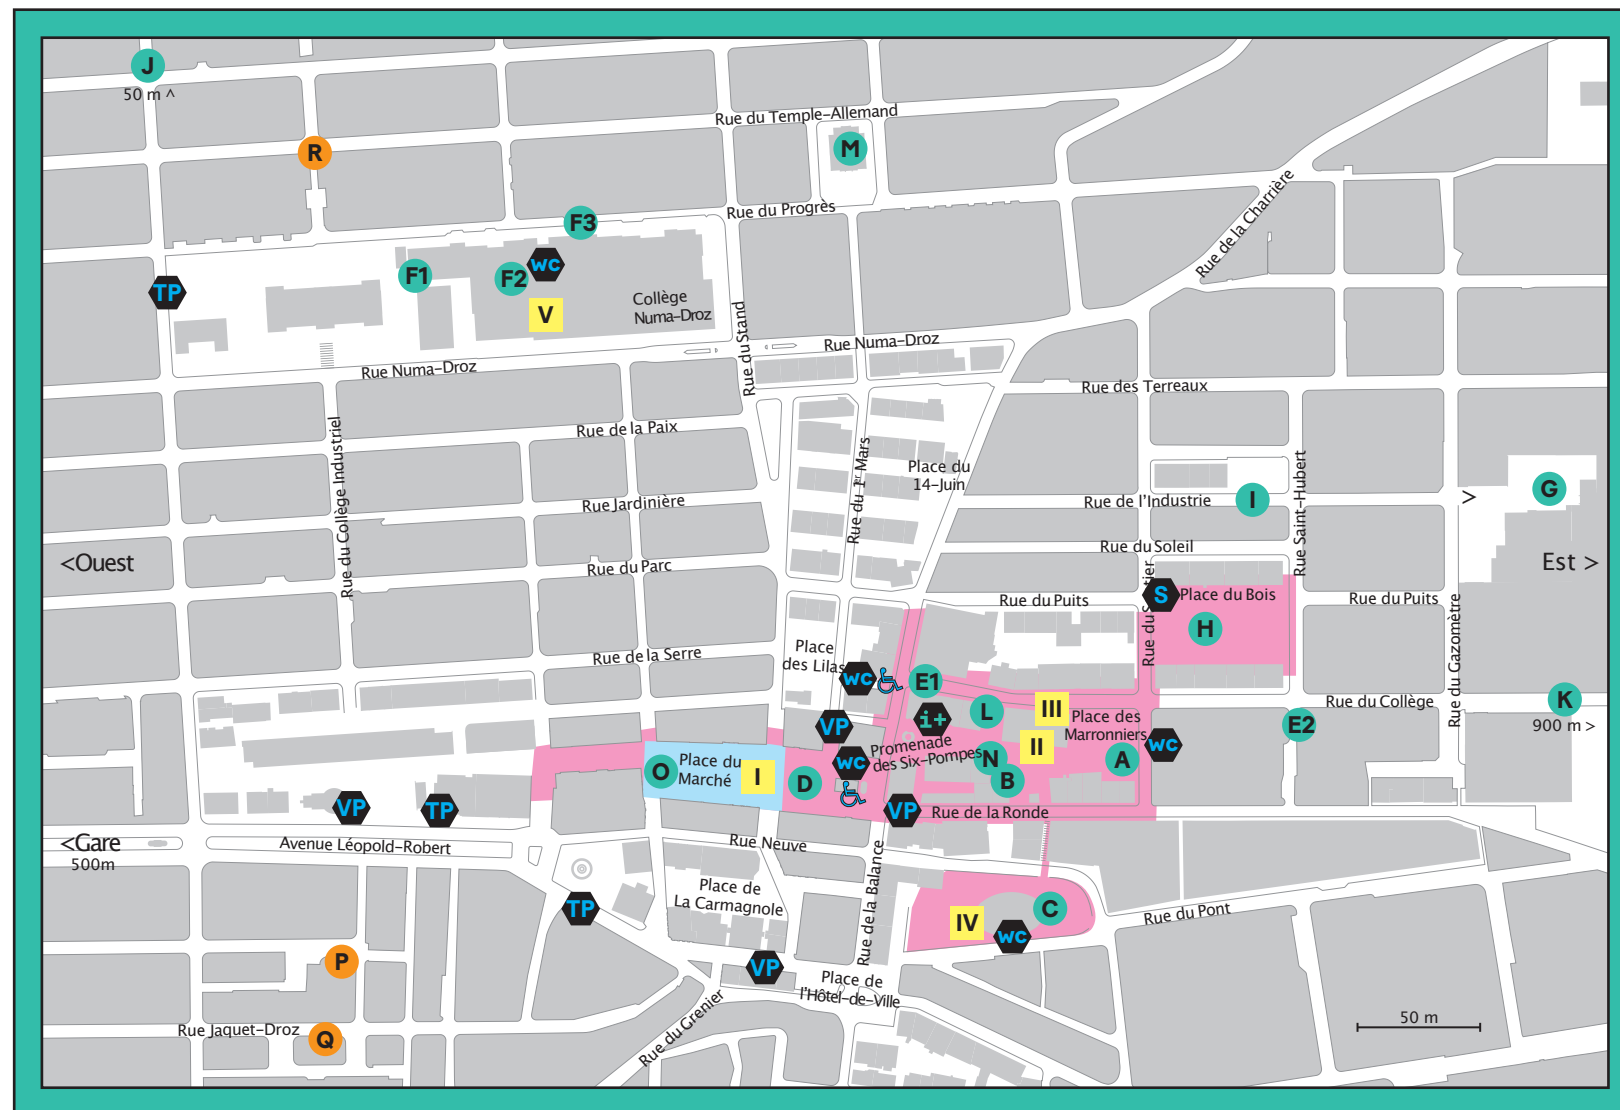 J
50 m ^
Rue du Temple-Allemand
R
M
Rue de la Charrière
Rue du Progrès
F3
F1
F2
WC
TP
V
Collège
Numa-Droz
Rue du Stand
Rue Numa-Droz
Rue Numa-Droz
Rue des Terreaux
Rue du Collège Industriel
Rue de la Paix
Rue du 1er Mars
Place du
14-Juin
Rue Jardinière
Rue de l'Industrie
I
Rue Saint-Hubert
>
G
<Ouest
Rue du Parc
Rue du Soleil
Est >
S
Place du Bois
Rue du Puits
Rue du Puits
H
Rue du
Rue du Gazomètre
Rue de la Serre
Place
des Lilas
WC
E1
L
III
Place des
Marronniers
Rue du Collège
K
900 m >
E2
i+
VP
Promenade
des Six-Pompes
II
WC
A
WC
O
Place du
Marché
I
D
N
B
VP
TP
VP
Rue de la Ronde
<Gare
500m
Avenue Léopold-Robert
Rue Neuve
Rue de la Balance
Place de
La Carmagnole
TP
IV
C
WC
Rue du Pont
P
VP
Place de
l'Hôtel-de-Ville
Rue du Grenier
Rue Jaquet-Droz
Q
50 m